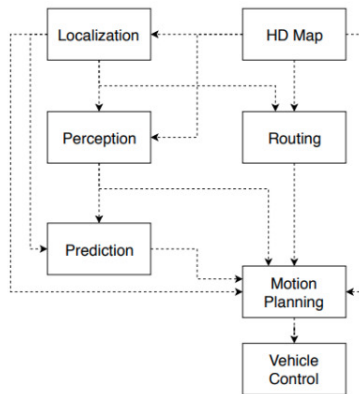 Localization
HD Map
Perception
Routing
Prediction
Motion
Planning
Vehicle
Control